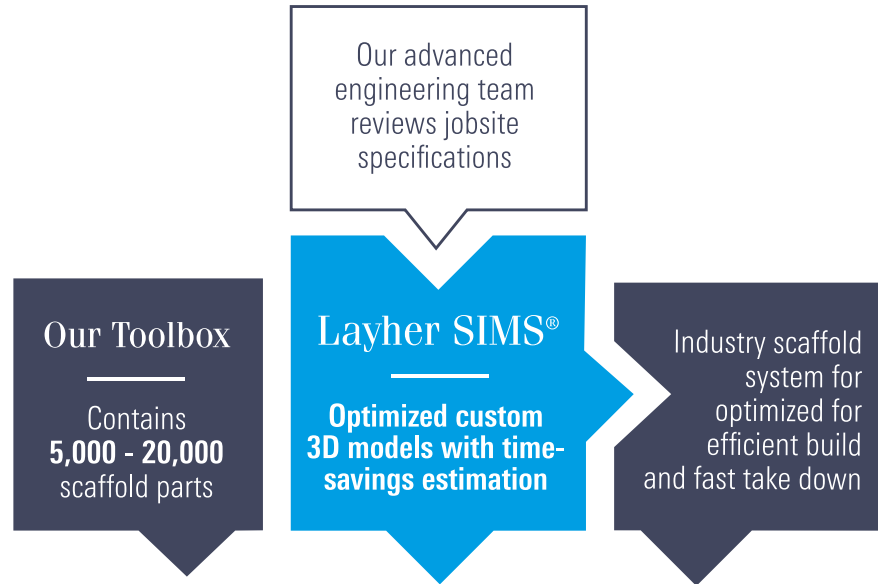 Our advanced
engineering team
reviews jobsite
specifications
Our Toolbox
Contains
5,000 - 20,000
scaffold parts
Layher SIMS®
Optimized custom
3D models with time-
savings estimation
Industry scaffold
system for
optimized for
efficient build
and fast take down